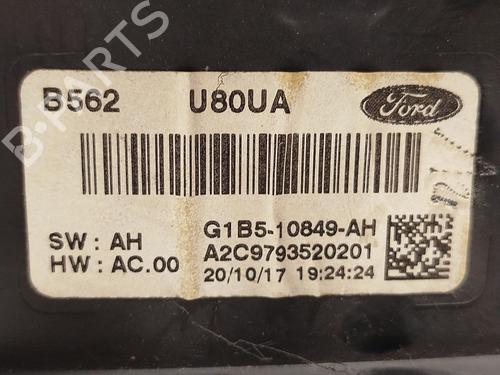 B-PARTS
B562 U80UA Ford
G1B5-10849-AH
SW : AH A2C9793520201
HW : AC.00 20/10/17 19:24:24